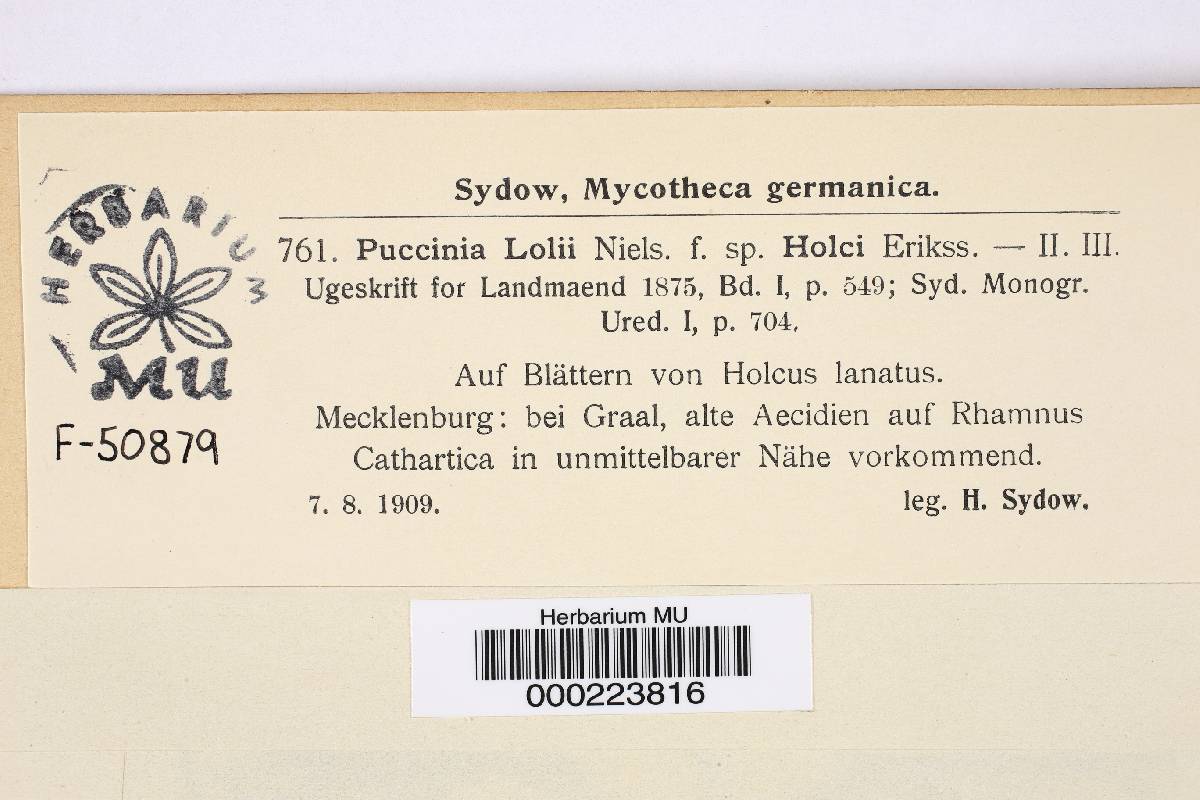 Sydow, Mycotheca germanica.
761. Puccinia Lolii Niels. f. sp. Holci Erikss. — II. III.
Ugeskrift for Landmaend 1875, Bd. I, p. 549; Syd. Monogr.
Ured. I, p. 704.
Auf Blättern von Holcus lanatus.
Mecklenburg: bei Graal, alte Aecidien auf Rhamnus
Cathartica in unmittelbarer Nähe vorkommend.
7. 8. 1909. leg. H. Sydow.
HERBARIUM
MU
F-50879
Herbarium MU
000223816